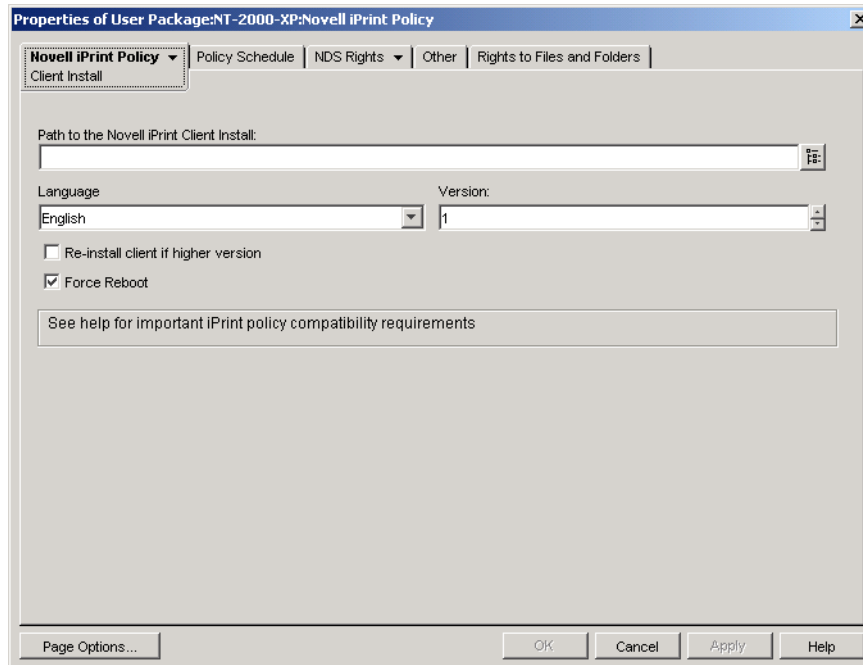 Properties of User Package:NT-2000-XP:Novell iPrint Policy
Novell iPrint Policy Policy Schedule NDS Rights Other Rights to Files and Folders
Client Install
Path to the Novell iPrint Client Install:
Language Version:
English 1
Re-install client if higher version
Force Reboot
See help for important iPrint policy compatibility requirements
Page Options... OK Cancel Apply Help